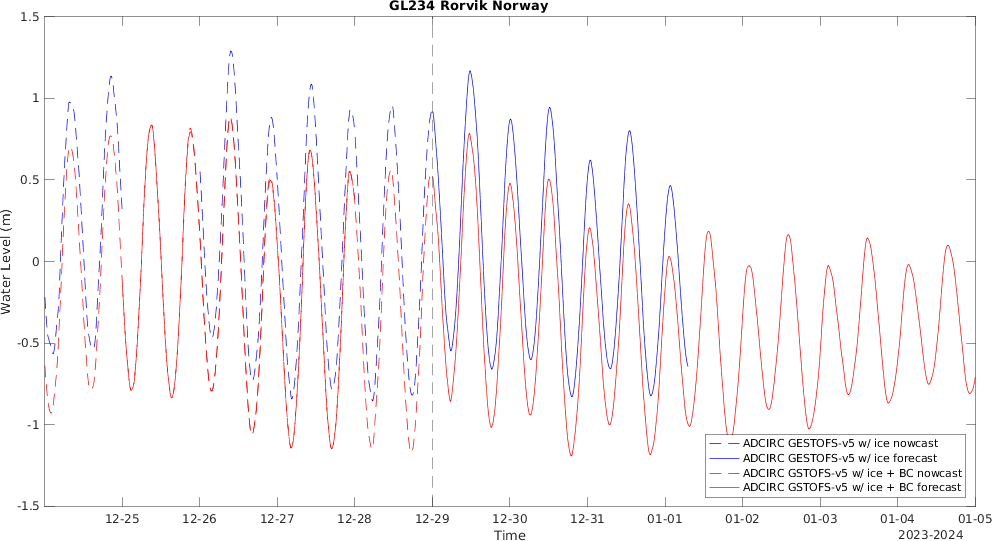 GL234 Rorvik Norway
1.5
1
0.5
0
-0.5
-1
-1.5
Water Level (m)
12-25 12-26 12-27 12-28 12-29 12-30 12-31 01-01 01-02 01-03 01-04 01-05
Time
2023-2024
ADCIRC GESTOFS-v5 w/ ice nowcast
ADCIRC GESTOFS-v5 w/ ice forecast
ADCIRC GSTOFS-v5 w/ ice + BC nowcast
ADCIRC GSTOFS-v5 w/ ice + BC forecast